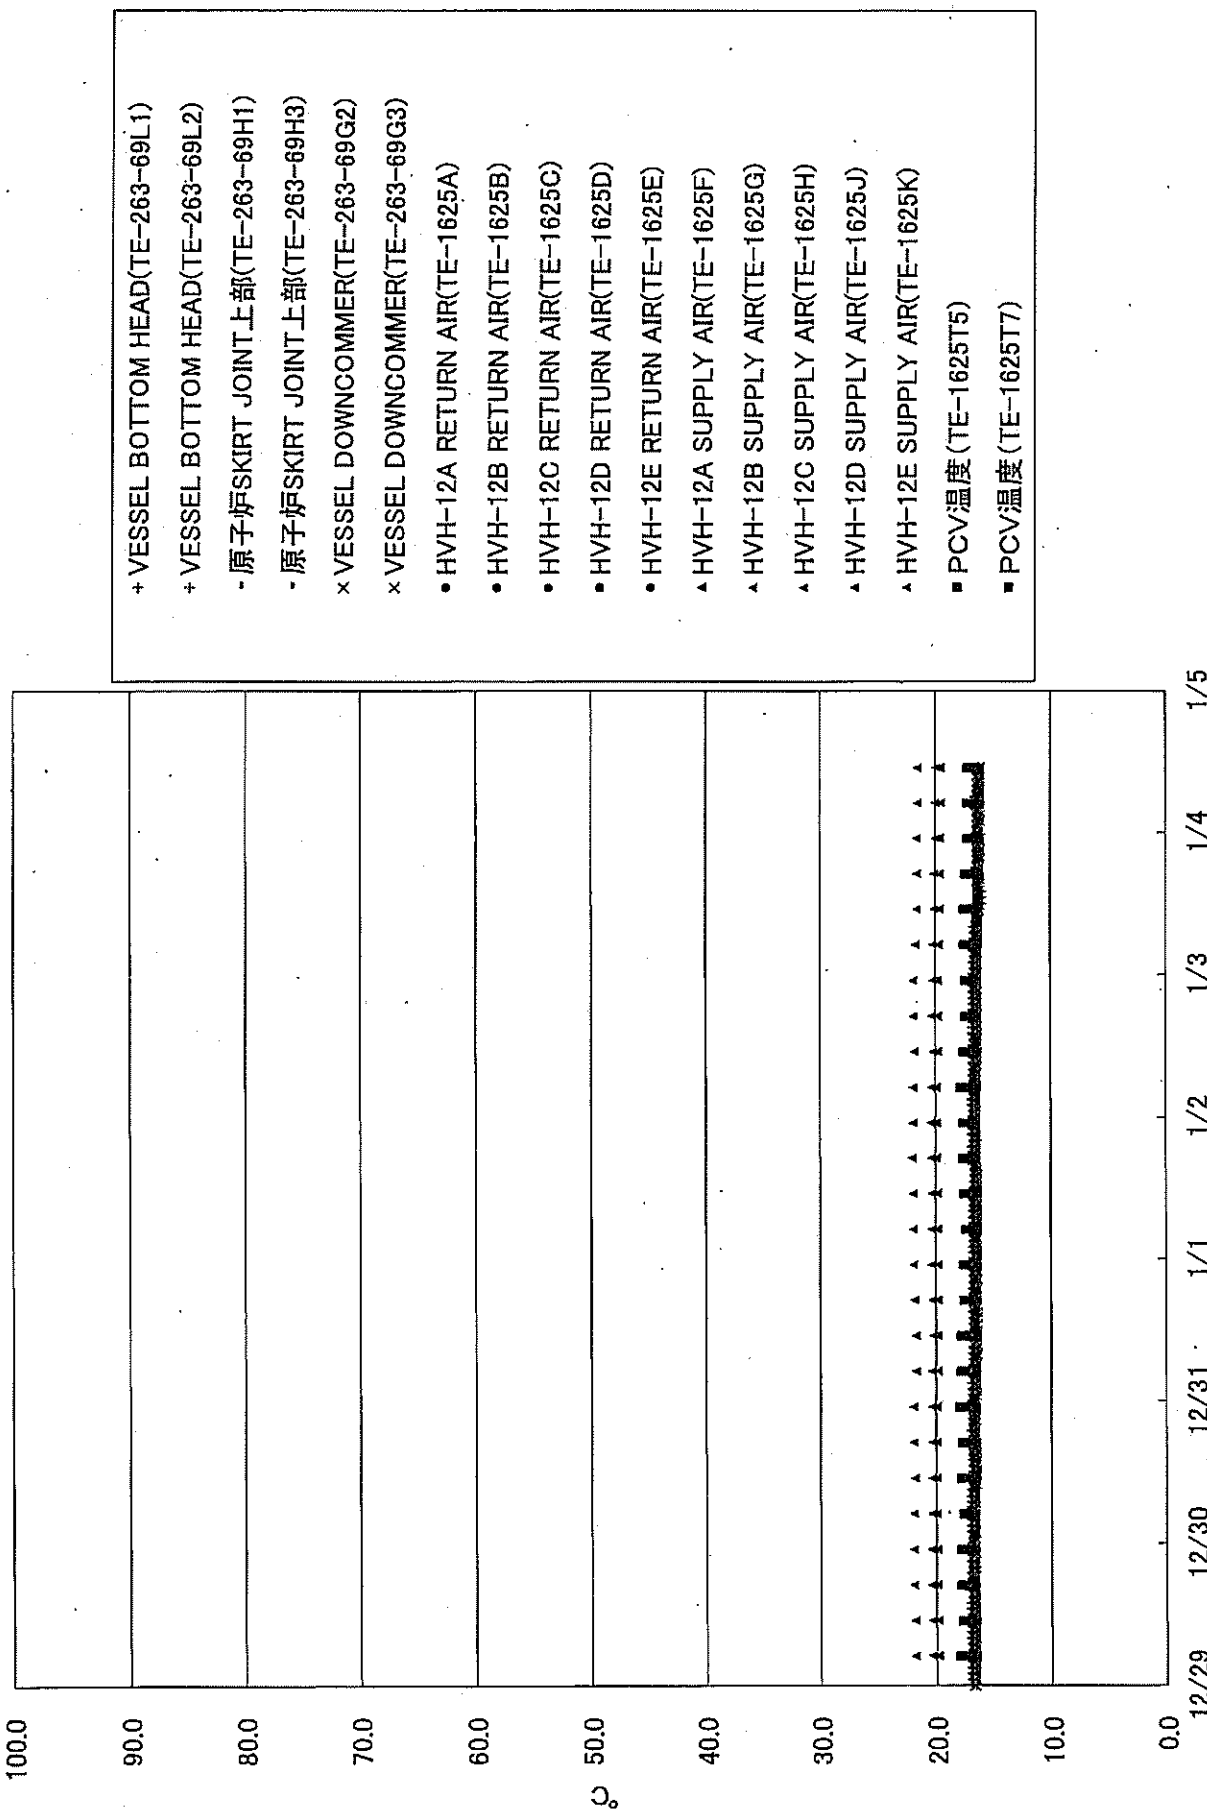 100.0
90.0
80.0
70.0
60.0
50.0
40.0
30.0
20.0
10.0
0.0
℃
12/29
12/30
12/31
1/1
1/2
1/3
1/4
1/5
+ VESSEL BOTTOM HEAD(TE-263-69L1)
+ VESSEL BOTTOM HEAD(TE-263-69L2)
- 原子炉SKIRT JOINT上部(TE-263-69H1)
- 原子炉SKIRT JOINT上部(TE-263-69H3)
× VESSEL DOWNCOMMER(TE-263-69G2)
× VESSEL DOWNCOMMER(TE-263-69G3)
● HVH-12A RETURN AIR(TE-1625A)
● HVH-12B RETURN AIR(TE-1625B)
● HVH-12C RETURN AIR(TE-1625C)
● HVH-12D RETURN AIR(TE-1625D)
● HVH-12E RETURN AIR(TE-1625E)
▲ HVH-12A SUPPLY AIR(TE-1625F)
▲ HVH-12B SUPPLY AIR(TE-1625G)
▲ HVH-12C SUPPLY AIR(TE-1625H)
▲ HVH-12D SUPPLY AIR(TE-1625J)
▲ HVH-12E SUPPLY AIR(TE-1625K)
■ PCV温度(TE-1625T5)
■ PCV温度(TE-1625T7)